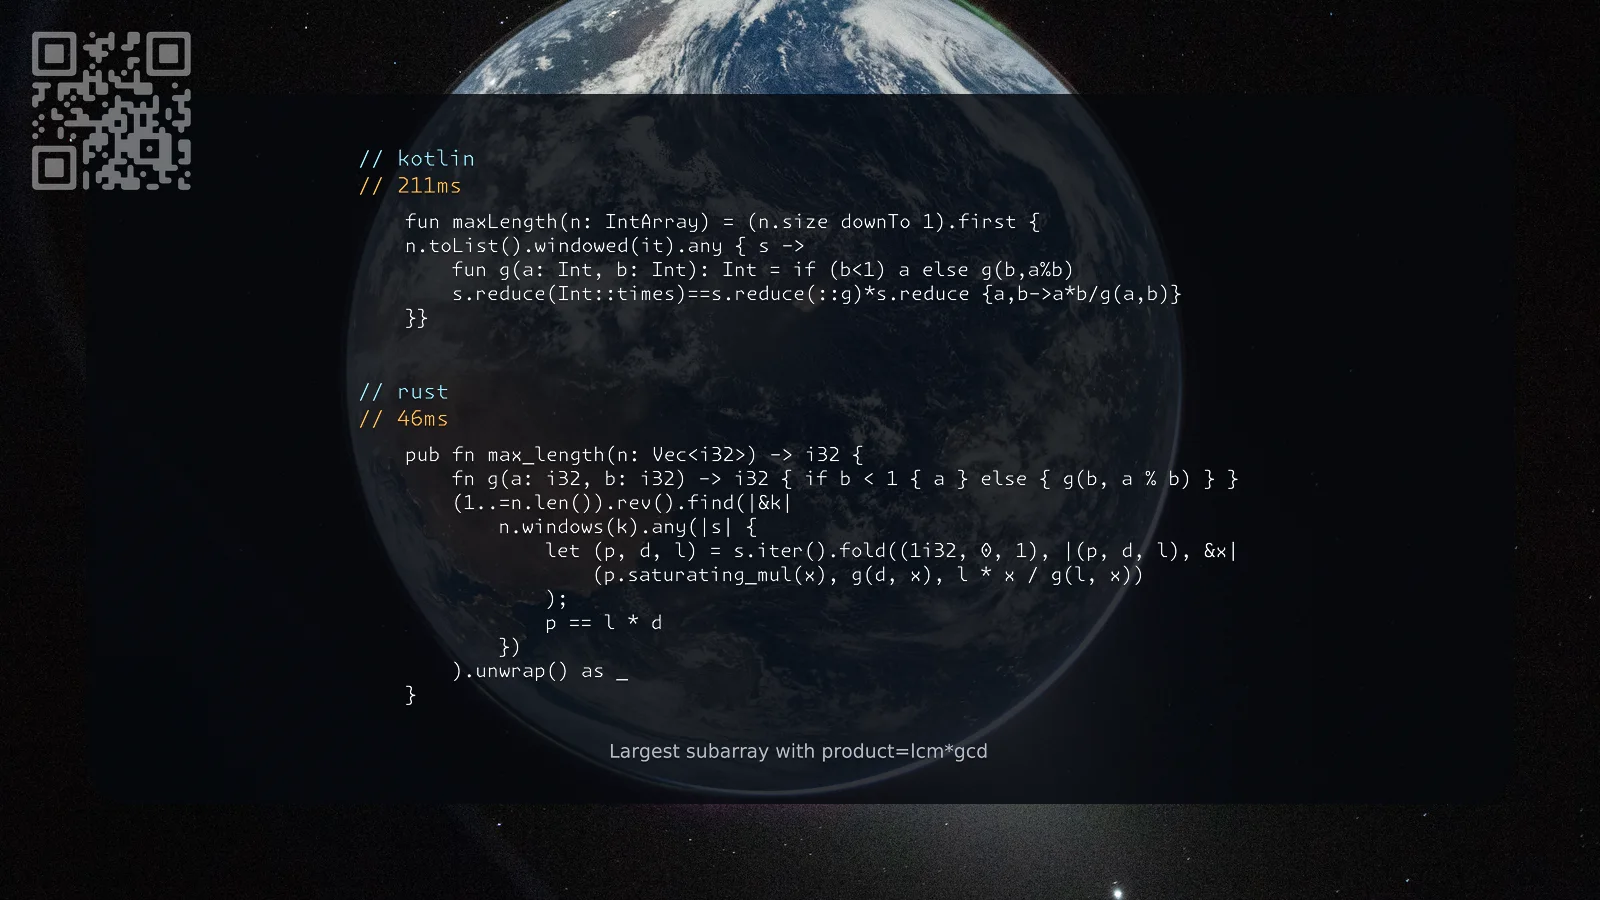 // kotlin
// 211ms
fun maxLength(n: IntArray) = (n.size downTo 1).first {
n.toList().windowed(it).any { s ->
    fun g(a: Int, b: Int): Int = if (b<1) a else g(b,a%b)
    s.reduce(Int::times)==s.reduce(::g)*s.reduce {a,b->a*b/g(a,b)}
}}
// rust
// 46ms
pub fn max_length(n: Vec<i32>) -> i32 {
    fn g(a: i32, b: i32) -> i32 { if b < 1 { a } else { g(b, a % b) } }
    (1..=n.len()).rev().find(|&k|
        n.windows(k).any(|s| {
            let (p, d, l) = s.iter().fold((1i32, 0, 1), |(p, d, l), &x|
                (p.saturating_mul(x), g(d, x), l * x / g(l, x))
            );
            p == l * d
        })
    ).unwrap() as _
}
Largest subarray with product=lcm*gcd